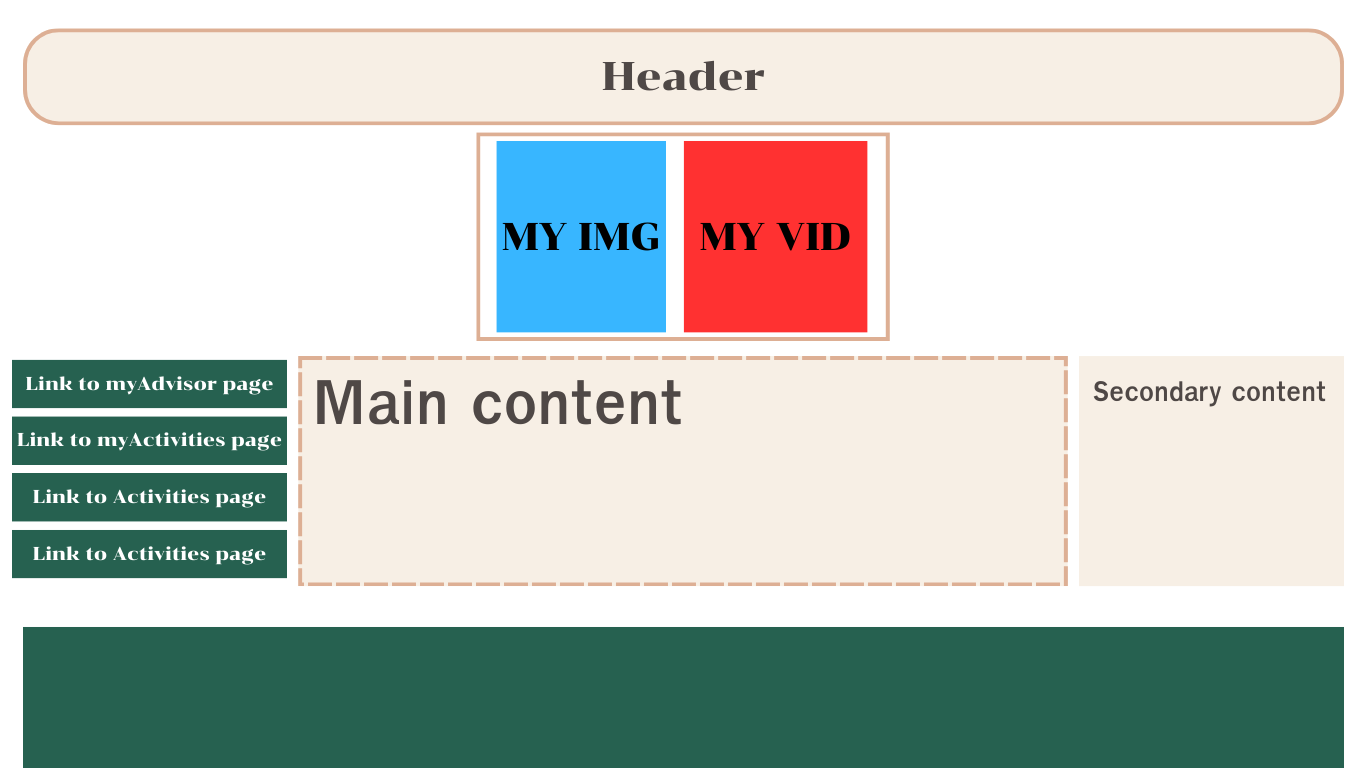 Header
MY IMG
MY VID
Link to myAdvisor page
Link to myActivities page
Link to Activities page
Link to Activities page
Main content
Secondary content